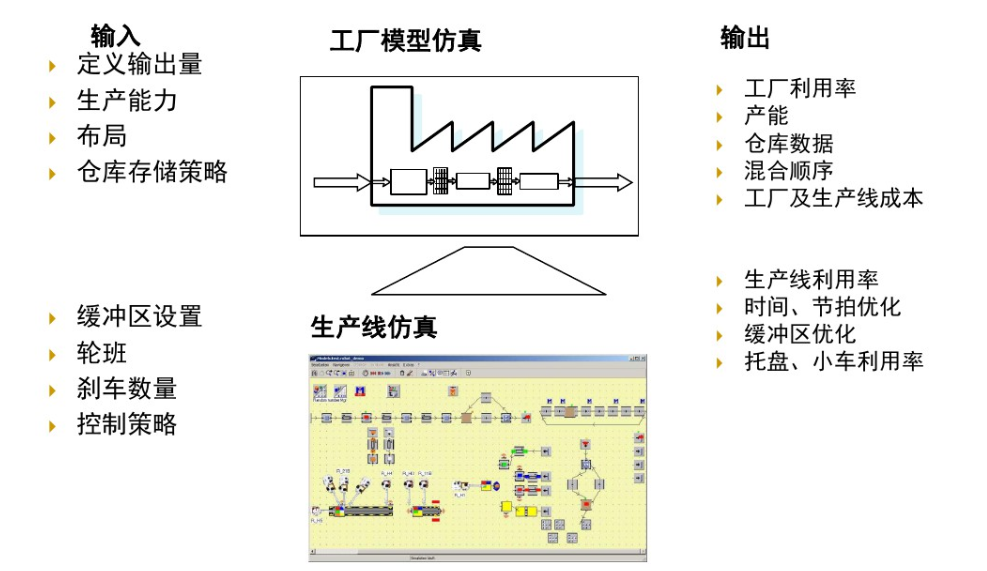 输入
定义输出量
生产能力
布局
仓库存储策略
工厂模型仿真
输出
工厂利用率
产能
仓库数据
混合顺序
工厂及生产线成本
缓冲区设置
轮班
刹车数量
控制策略
生产线仿真
生产线利用率
时间、节拍优化
缓冲区优化
托盘、小车利用率